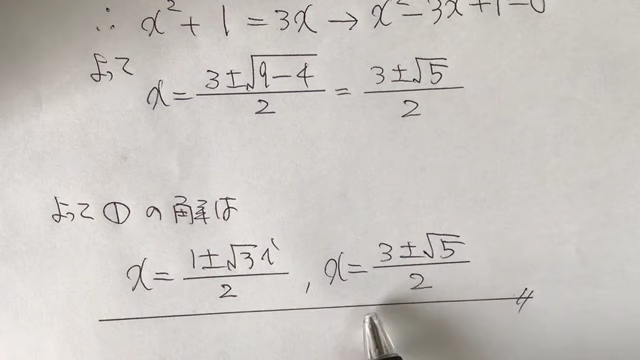 ∴ x² + 1 = 3x → x² - 3x + 1 = 0
よって
x = (3 ± √(9 - 4)) / 2 = (3 ± √5) / 2
よって ① の解は
x = (1 ± √3 i) / 2 , x = (3 ± √5) / 2